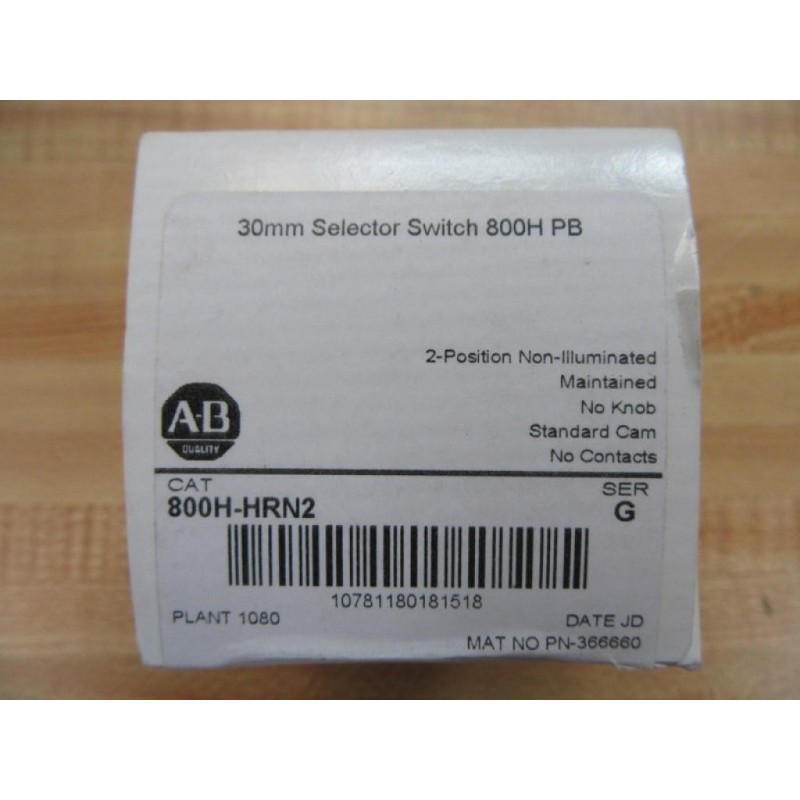 30mm Selector Switch 800H PB
2-Position Non-Illuminated
Maintained
No Knob
Standard Cam
No Contacts
A-B
QUALITY
CAT
SER
800H-HRN2
G
10781180181518
PLANT 1080
DATE JD
MAT NO PN-366660